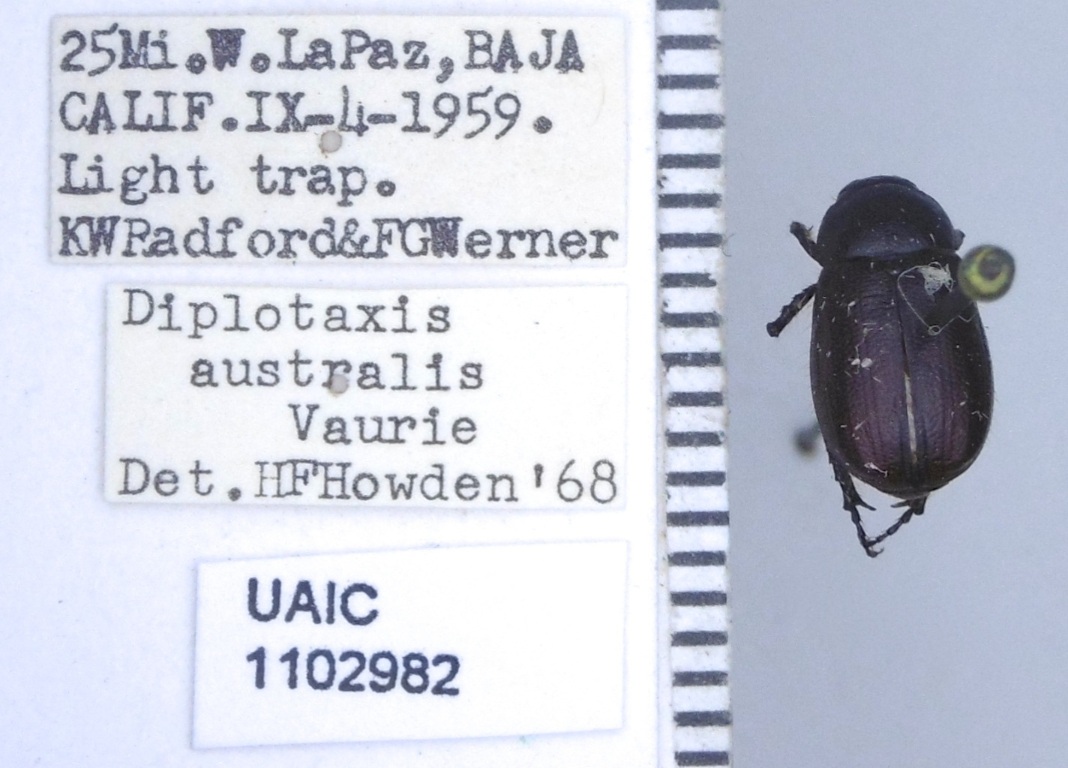 25Mi.W.LaPaz,BAJA
CALIF.IX-4-1959.
Light trap.
KWRadford&FGWerner
Diplotaxis
australis
Vaurie
Det.HFHowden'68
UAIC
1102982